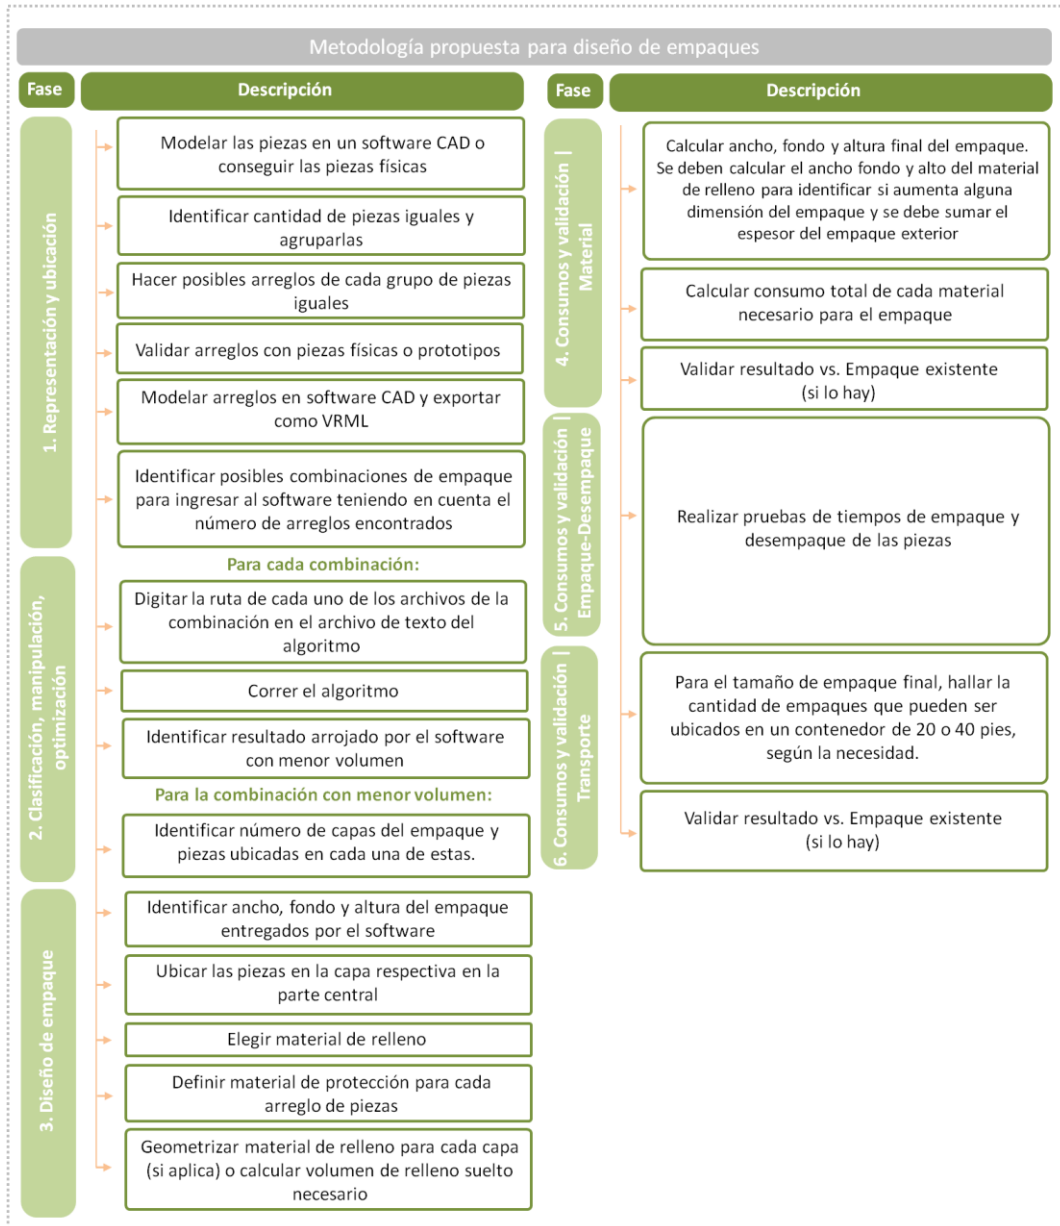 Metodología propuesta para diseño de empaques
Fase
Descripción
1. Representación y ubicación
Modelar las piezas en un software CAD o
conseguir las piezas físicas
Identificar cantidad de piezas iguales y
agruparlas
Hacer posibles arreglos de cada grupo de piezas
iguales
Validar arreglos con piezas físicas o prototipos
Modelar arreglos en software CAD y exportar
como VRML
Identificar posibles combinaciones de empaque
para ingresar al software teniendo en cuenta el
número de arreglos encontrados
2. Clasificación, manipulación,
optimización
Para cada combinación:
Digitar la ruta de cada uno de los archivos de la
combinación en el archivo de texto del
algoritmo
Correr el algoritmo
Identificar resultado arrojado por el software
con menor volumen
Para la combinación con menor volumen:
Identificar número de capas del empaque y
piezas ubicadas en cada una de estas.
3. Diseño de empaque
Identificar ancho, fondo y altura del empaque
entregados por el software
Ubicar las piezas en la capa respectiva en la
parte central
Elegir material de relleno
Definir material de protección para cada
arreglo de piezas
Geometrizar material de relleno para cada capa
(si aplica) o calcular volumen de relleno suelto
necesario
Fase
Descripción
4. Consumos y validación |
Material
Calcular ancho, fondo y altura final del empaque.
Se deben calcular el ancho fondo y alto del material
de relleno para identificar si aumenta alguna
dimensión del empaque y se debe sumar el
espesor del empaque exterior
Calcular consumo total de cada material
necesario para el empaque
Validar resultado vs. Empaque existente
(si lo hay)
5. Consumos y validación |
Empaque-Desempaque
Realizar pruebas de tiempos de empaque y
desempaque de las piezas
6. Consumos y validación |
Transporte
Para el tamaño de empaque final, hallar la
cantidad de empaques que pueden ser
ubicados en un contenedor de 20 o 40 pies,
según la necesidad.
Validar resultado vs. Empaque existente
(si lo hay)